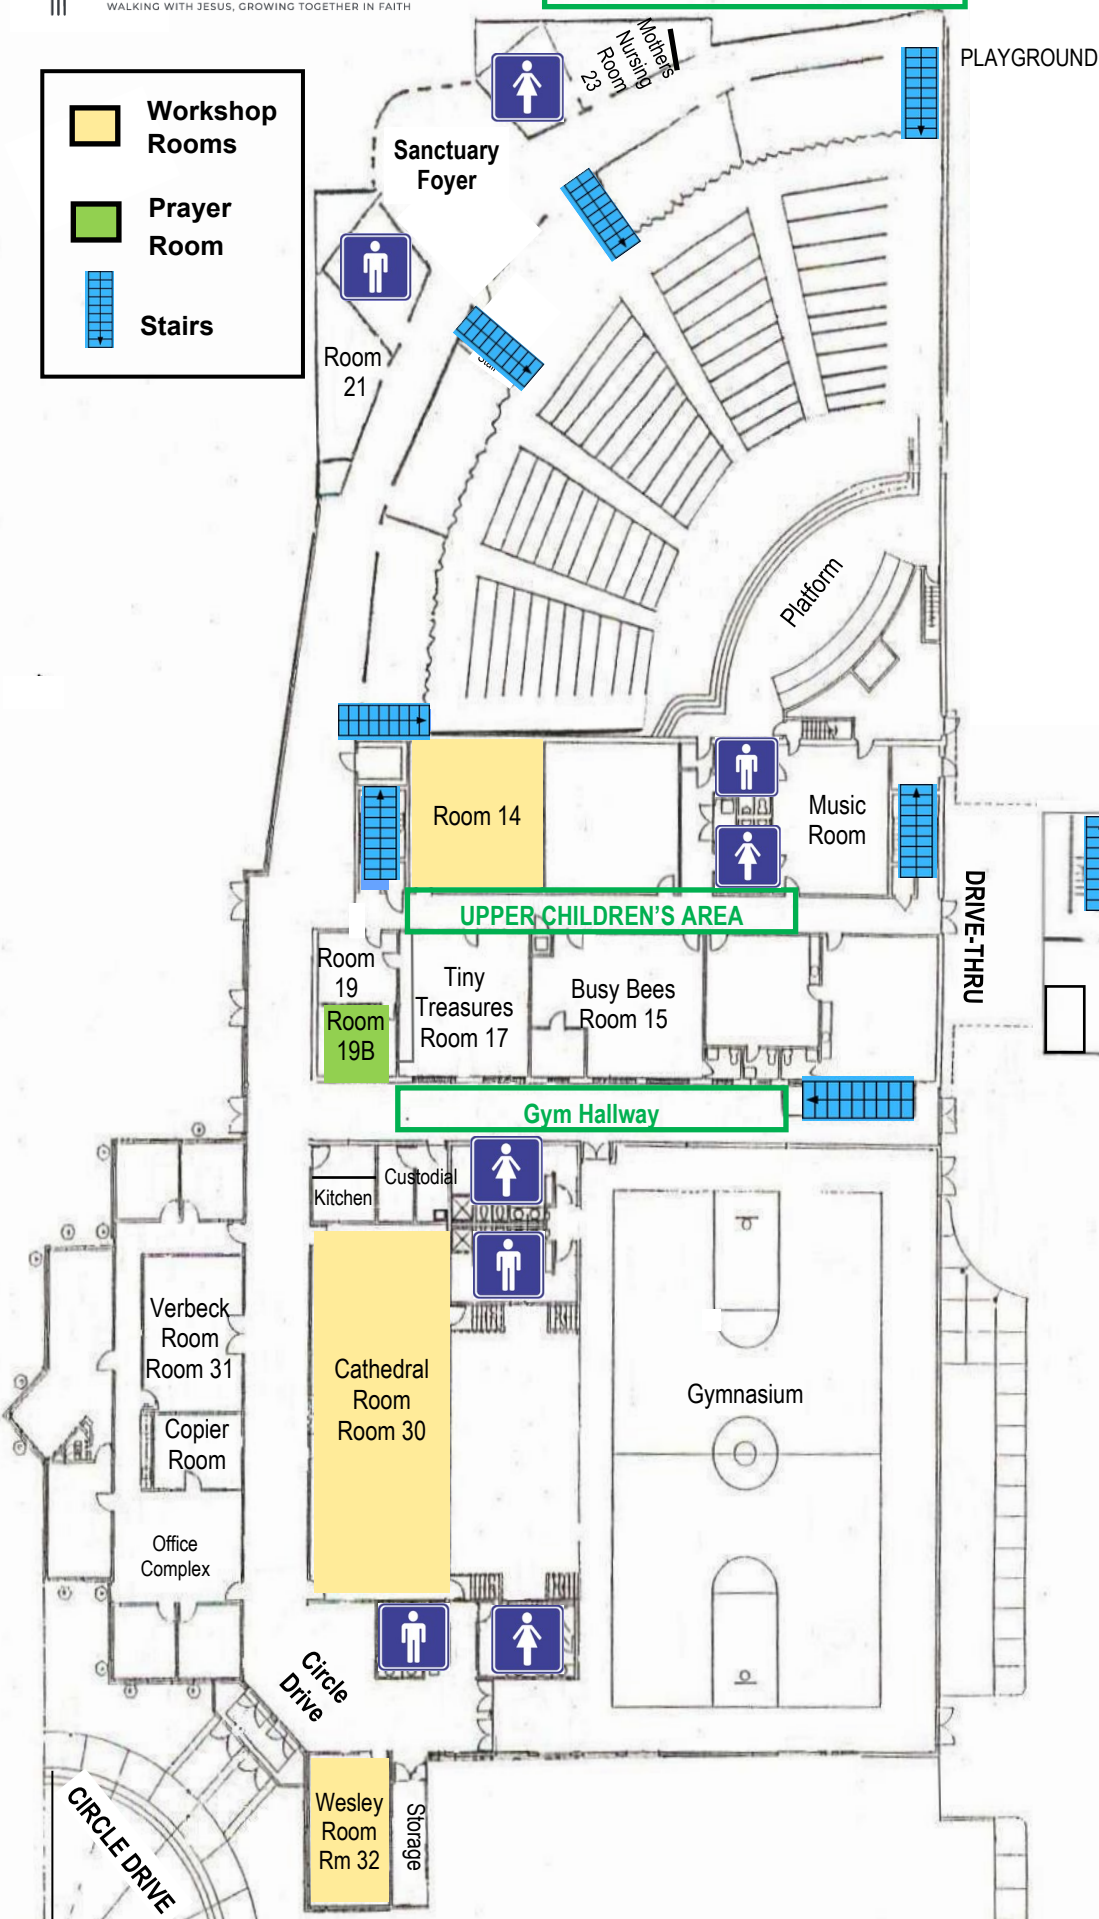 WALKING WITH JESUS, GROWING TOGETHER IN FAITH
Workshop
Rooms
Prayer
Room
Stairs
Mothers
Nursing
Room
23
PLAYGROUND
Sanctuary
Foyer
Room
21
Platform
Room 14
Music
Room
UPPER CHILDREN'S AREA
DRIVE-THRU
Room
19
Room
19B
Tiny
Treasures
Room 17
Busy Bees
Room 15
Gym Hallway
Kitchen
Custodial
Verbeck
Room
Room 31
Copier
Room
Office
Complex
Cathedral
Room
Room 30
Gymnasium
Circle
Drive
Wesley
Room
Rm 32
Storage
CIRCLE DRIVE